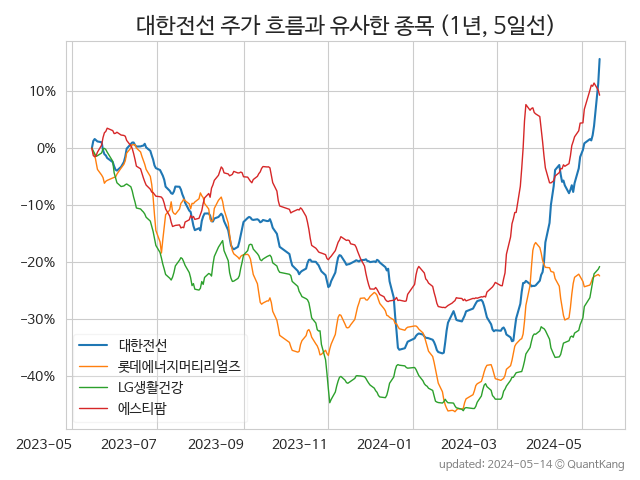 대한전선 주가 흐름과 유사한 종목 (1년, 5일선)
10%
0%
−10%
−20%
−30%
−40%
대한전선
롯데에너지머티리얼즈
LG생활건강
에스티팜
2023-05 2023-07 2023-09 2023-11 2024-01 2024-03 2024-05
updated: 2024-05-14 © QuantKang